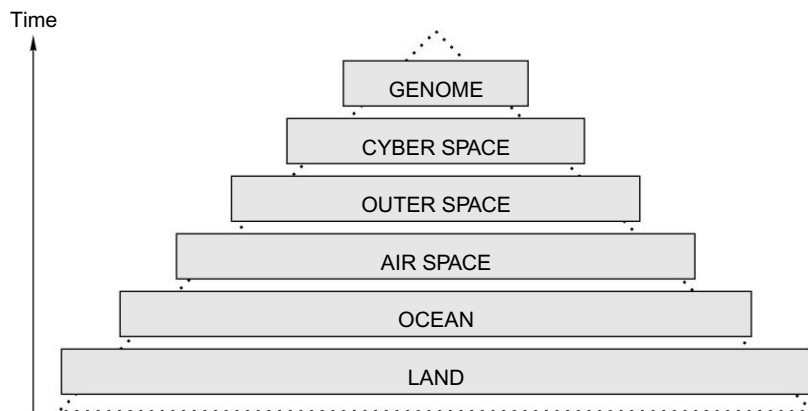 Time
GENOME
CYBER SPACE
OUTER SPACE
AIR SPACE
OCEAN
LAND